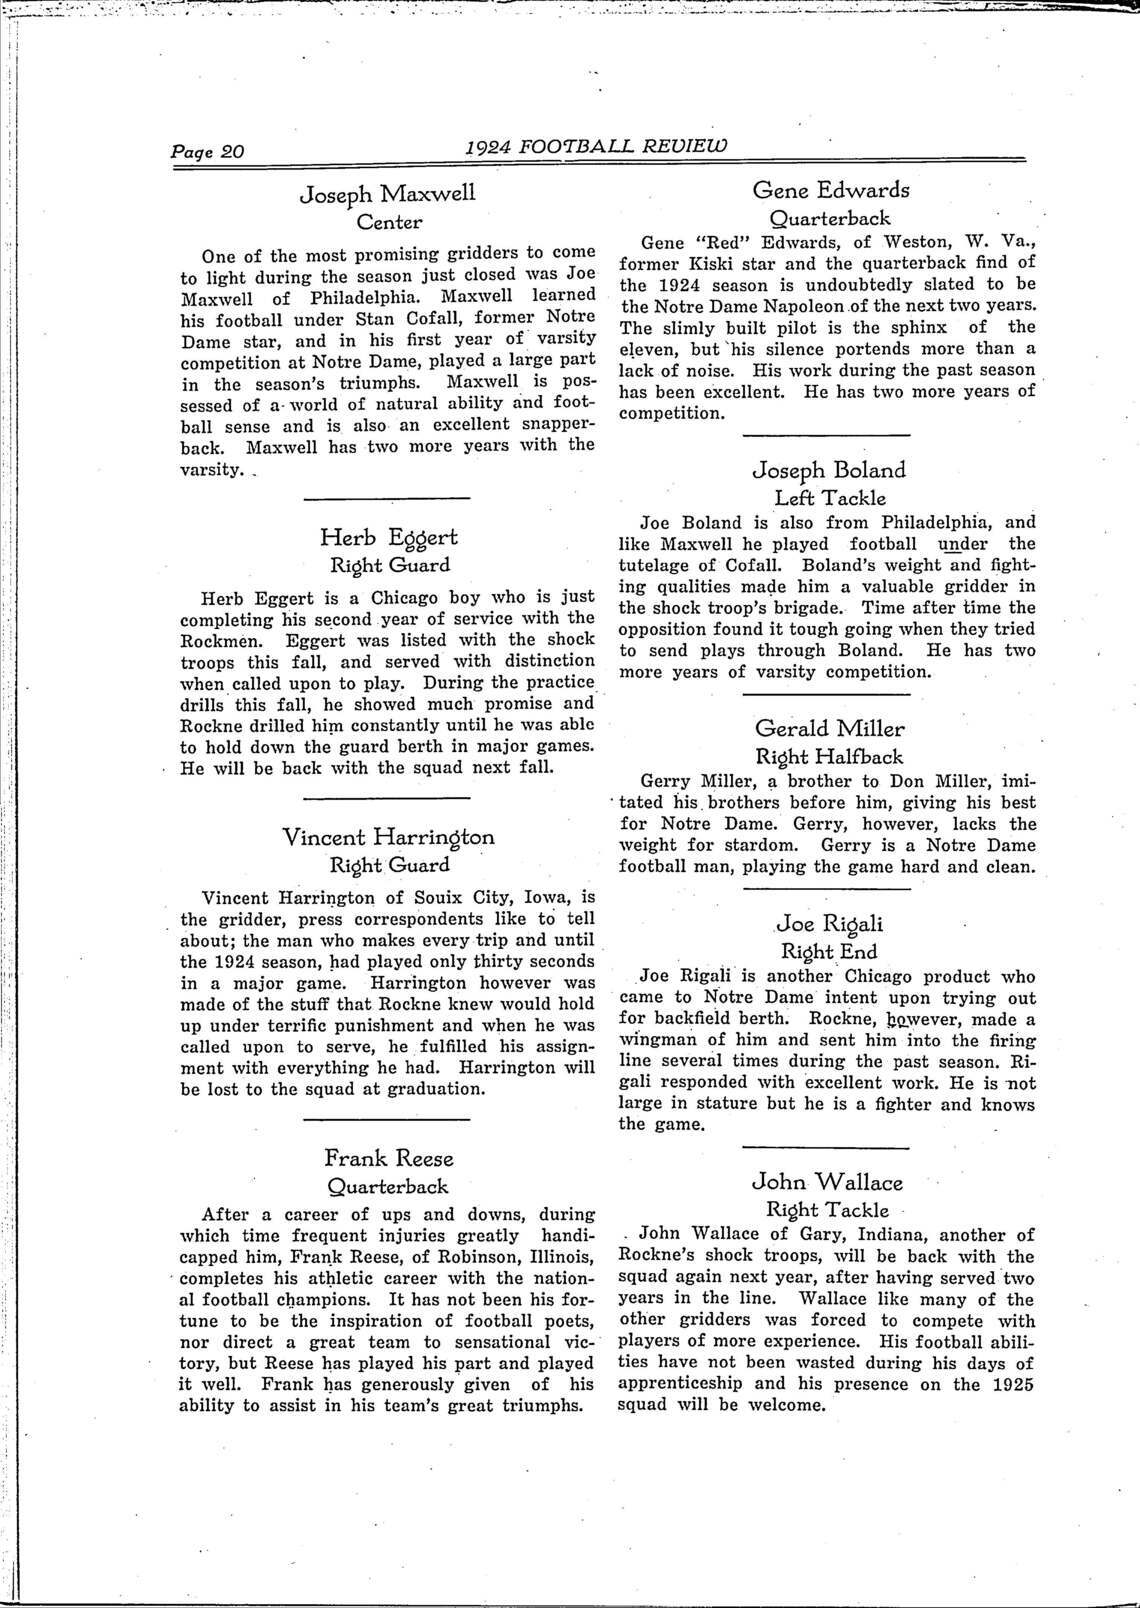 Page 20
1924 FOOTBALL REVIEW
Joseph Maxwell
Center
One of the most promising gridders to come
to light during the season just closed was Joe
Maxwell of Philadelphia. Maxwell learned
his football under Stan Cofall, former Notre
Dame star, and in his first year of varsity
competition at Notre Dame, played a large part
in the season's triumphs. Maxwell is pos-
sessed of a world of natural ability and foot-
ball sense and is also an excellent snapper-
back. Maxwell has two more years with the
varsity.
Herb Eggert
Right Guard
Herb Eggert is a Chicago boy who is just
completing his second year of service with the
Rockmen. Eggert was listed with the shock
troops this fall, and served with distinction
when called upon to play. During the practice
drills this fall, he showed much promise and
Rockne drilled him constantly until he was able
to hold down the guard berth in major games.
He will be back with the squad next fall.
Vincent Harrington
Right Guard
Vincent Harrington of Souix City, Iowa, is
the gridder, press correspondents like to tell
about; the man who makes every trip and until
the 1924 season, had played only thirty seconds
in a major game. Harrington however was
made of the stuff that Rockne knew would hold
up under terrific punishment and when he was
called upon to serve, he fulfilled his assign-
ment with everything he had. Harrington will
be lost to the squad at graduation.
Frank Reese
Quarterback
After a career of ups and downs, during
which time frequent injuries greatly handi-
capped him, Frank Reese, of Robinson, Illinois,
completes his athletic career with the nation-
al football champions. It has not been his for-
tune to be the inspiration of football poets,
nor direct a great team to sensational vic-
tory, but Reese has played his part and played
it well. Frank has generously given of his
ability to assist in his team's great triumphs.
Gene Edwards
Quarterback
Gene "Red" Edwards, of Weston, W. Va.,
former Kiski star and the quarterback find of
the 1924 season is undoubtedly slated to be
the Notre Dame Napoleon of the next two years.
The slimly built pilot is the sphinx of the
eleven, but his silence portends more than a
lack of noise. His work during the past season
has been excellent. He has two more years of
competition.
Joseph Boland
Left Tackle
Joe Boland is also from Philadelphia, and
like Maxwell he played football under the
tutelage of Cofall. Boland's weight and fight-
ing qualities made him a valuable gridder in
the shock troop's brigade. Time after time the
opposition found it tough going when they tried
to send plays through Boland. He has two
more years of varsity competition.
Gerald Miller
Right Halfback
Gerry Miller, a brother to Don Miller, imi-
tated his brothers before him, giving his best
for Notre Dame. Gerry, however, lacks the
weight for stardom. Gerry is a Notre Dame
football man, playing the game hard and clean.
Joe Rigali
Right End
Joe Rigali is another Chicago product who
came to Notre Dame intent upon trying out
for backfield berth. Rockne, however, made a
wingman of him and sent him into the firing
line several times during the past season. Ri-
gali responded with excellent work. He is not
large in stature but he is a fighter and knows
the game.
John Wallace
Right Tackle
John Wallace of Gary, Indiana, another of
Rockne's shock troops, will be back with the
squad again next year, after having served two
years in the line. Wallace like many of the
other gridders was forced to compete with
players of more experience. His football abili-
ties have not been wasted during his days of
apprenticeship and his presence on the 1925
squad will be welcome.